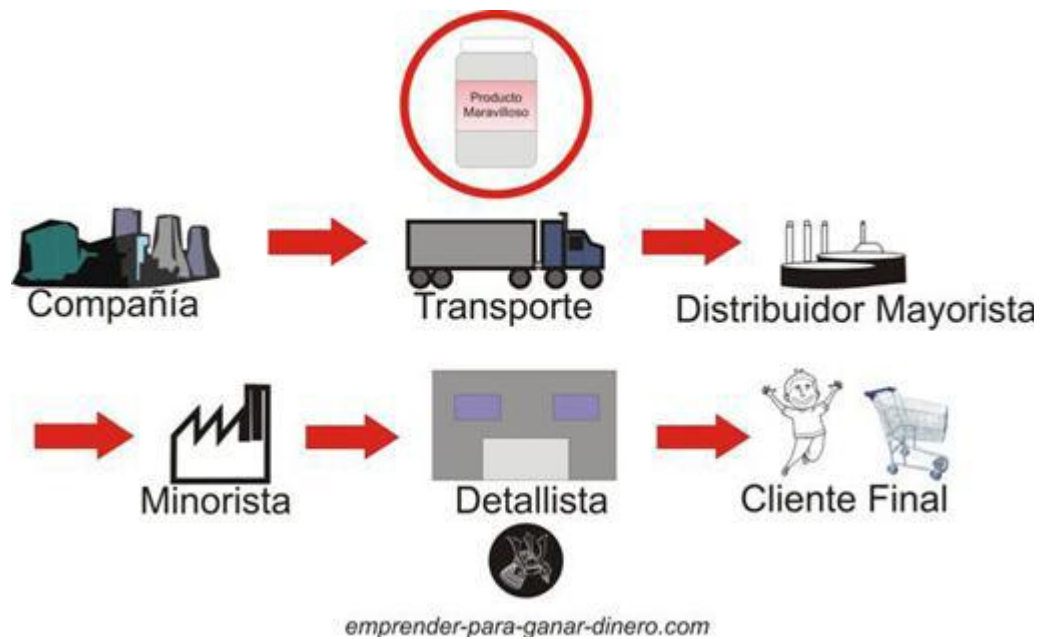 Producto
Maravilloso
Compañía
Transporte
Distribuidor Mayorista
Minorista
Detallista
Cliente Final
emprender-para-ganar-dinero.com